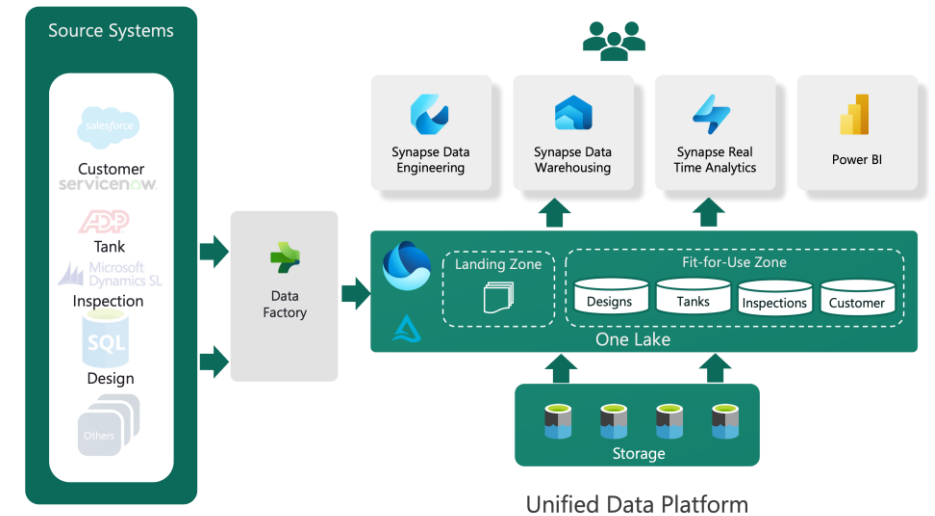 Source Systems
salesforce
Customer
servicenow
ADP
Tank
Microsoft
Dynamics SL
Inspection
SQL
Design
Others
Data
Factory
Synapse Data
Engineering
Synapse Data
Warehousing
Synapse Real
Time Analytics
Power BI
Landing Zone
Fit-for-Use Zone
Designs
Tanks
Inspections
Customer
One Lake
Storage
Unified Data Platform